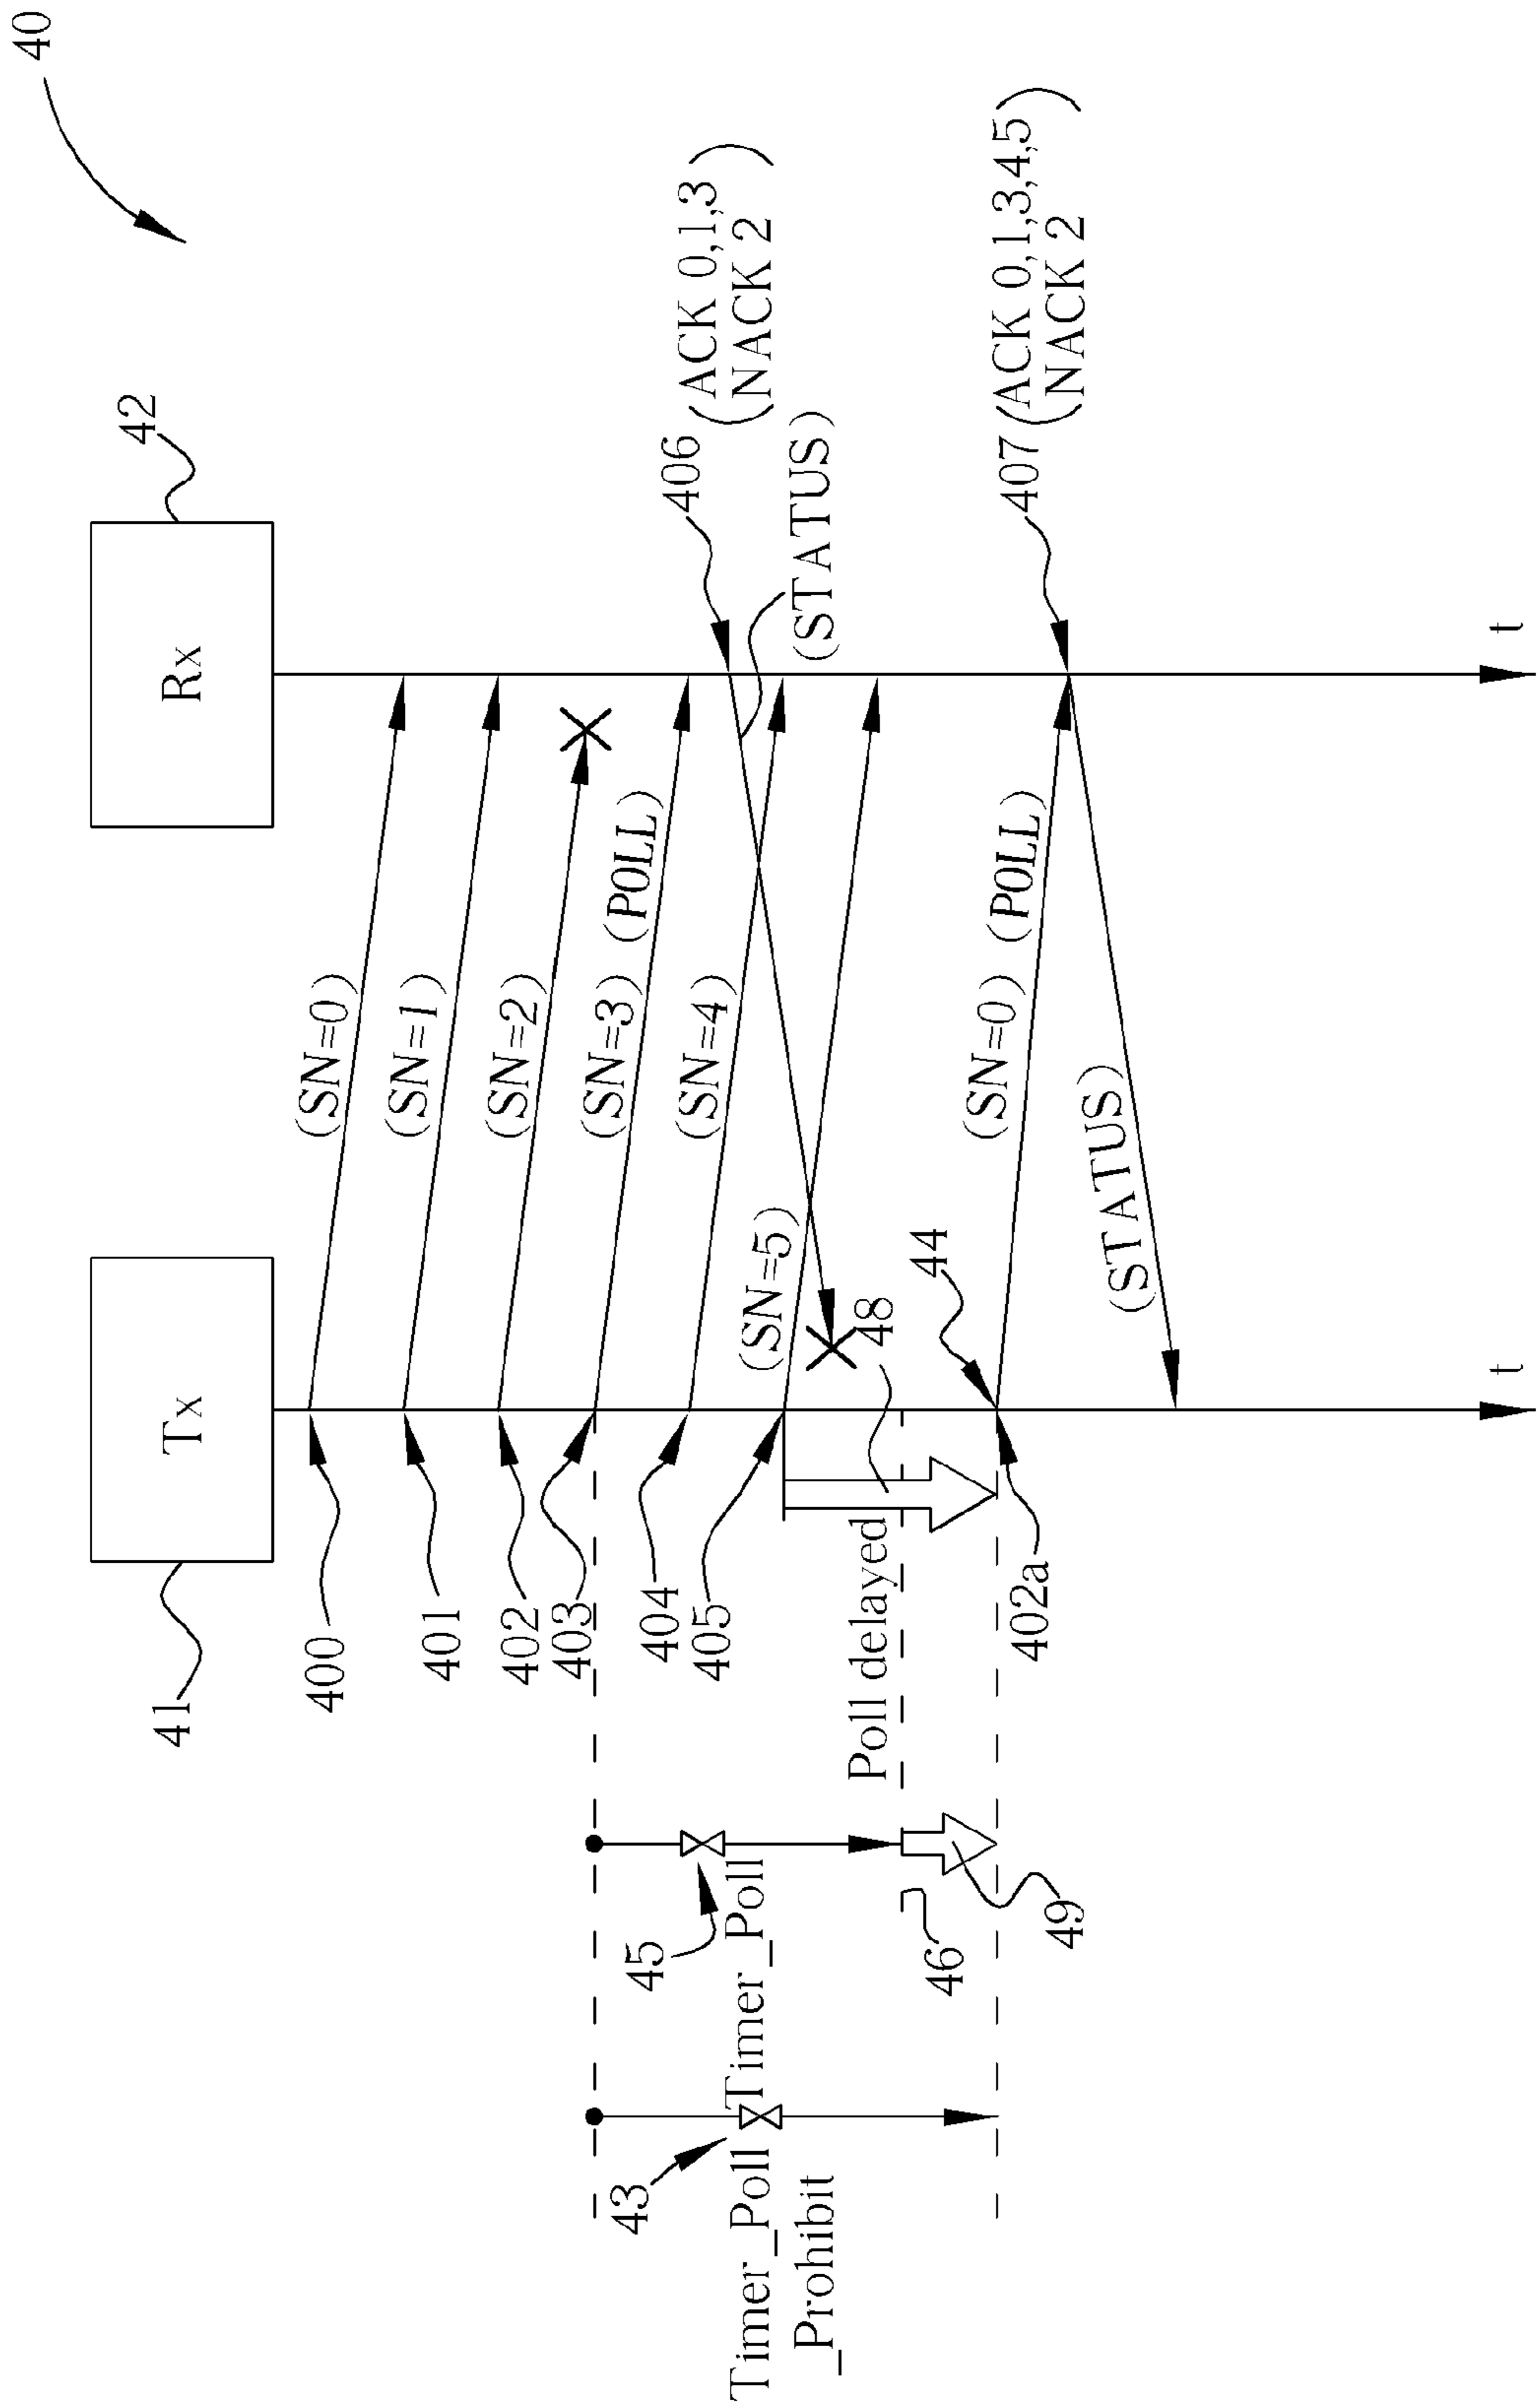 40
41
Tx
42
Rx
400
(SN=0)
401
(SN=1)
402
(SN=2)
403
(SN=3) (POLL)
404
(SN=4)
405
(SN=5)
406
(ACK 0,1,3)
(NACK 2)
(STATUS)
43
Timer_Poll
_Prohibit
45
Timer_Poll
Poll delayed
48
46
49
44
402a
(SN=0) (POLL)
407
(ACK 0,1,3,4,5)
(NACK 2)
(STATUS)
t
t